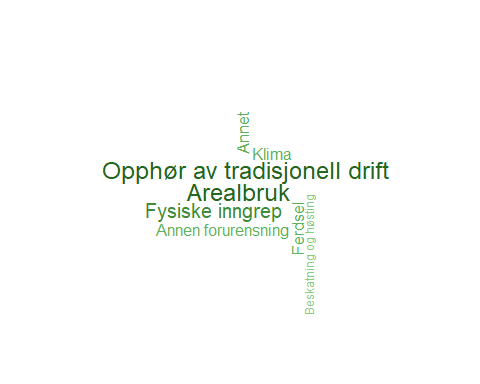 Annet
Klima
Opphør av tradisjonell drift
Arealbruk
Fysiske inngrep
Annen forurensning
Ferdsel
Beskatning og høsting